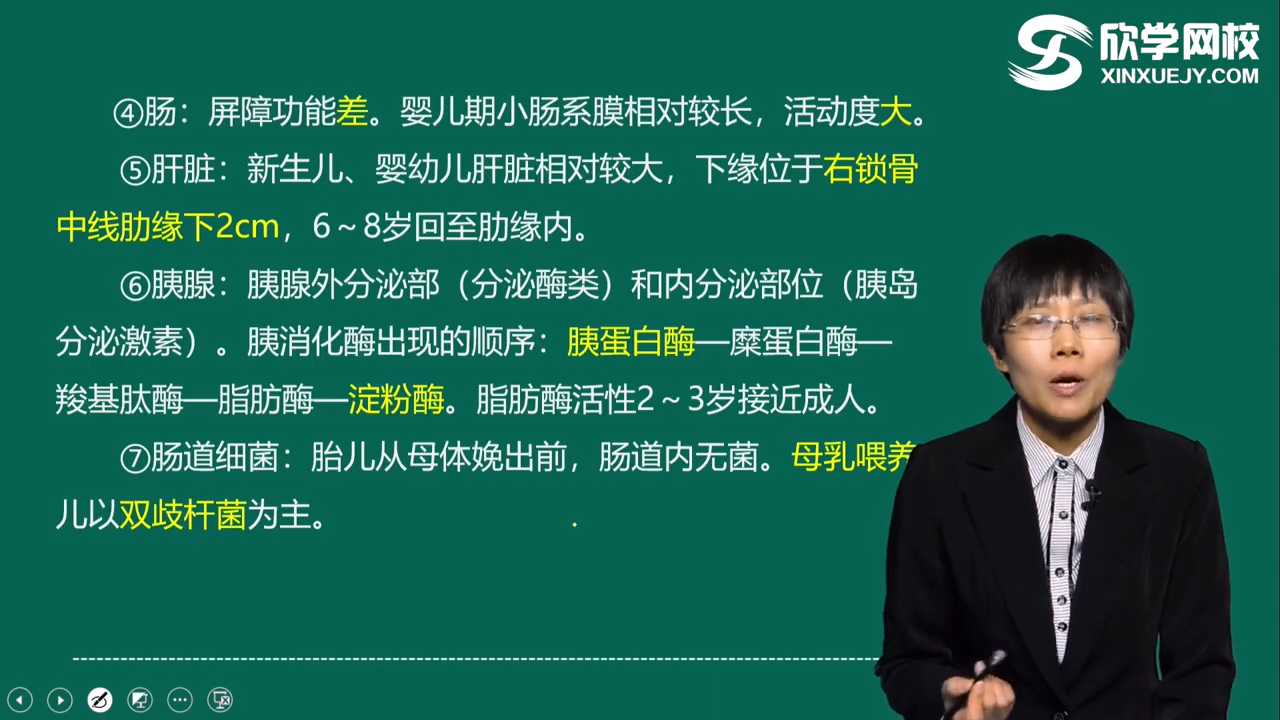 欣学网校
XINXUEJY.COM
④肠：屏障功能差。婴儿期小肠系膜相对较长，活动度大。
⑤肝脏：新生儿、婴幼儿肝脏相对较大，下缘位于右锁骨
中线肋缘下2cm，6～8岁回至肋缘内。
⑥胰腺：胰腺外分泌部（分泌酶类）和内分泌部位（胰岛
分泌激素）。胰消化酶出现的顺序：胰蛋白酶—糜蛋白酶—
羧基肽酶—脂肪酶—淀粉酶。脂肪酶活性2～3岁接近成人。
⑦肠道细菌：胎儿从母体娩出前，肠道内无菌。母乳喂养
儿以双歧杆菌为主。